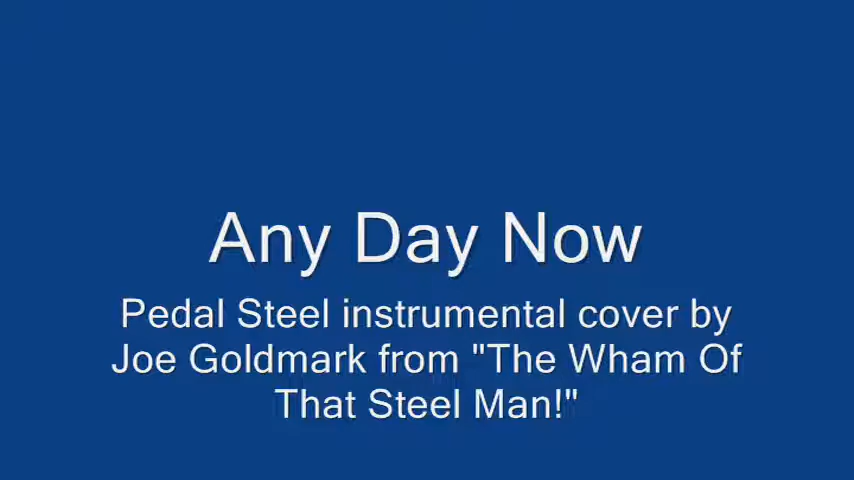 Any Day Now
Pedal Steel instrumental cover by
Joe Goldmark from "The Wham Of
That Steel Man!"